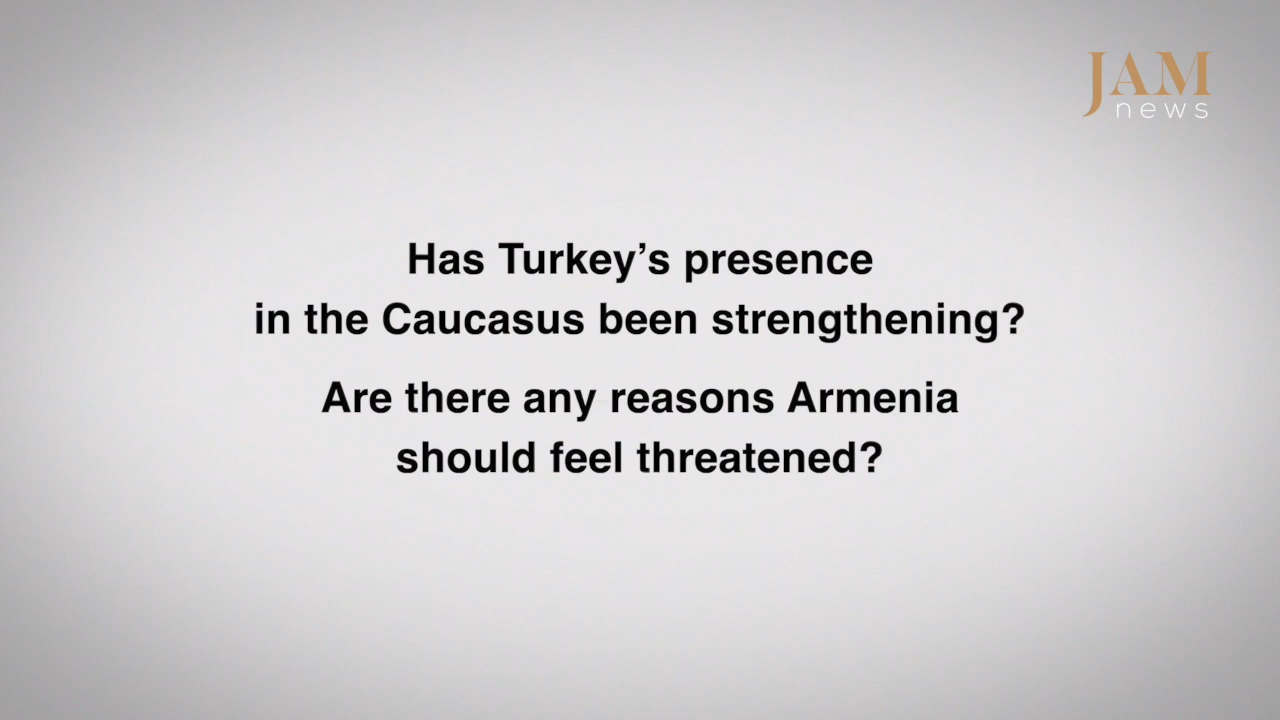 JAM
news
Has Turkey’s presence
in the Caucasus been strengthening?
Are there any reasons Armenia
should feel threatened?